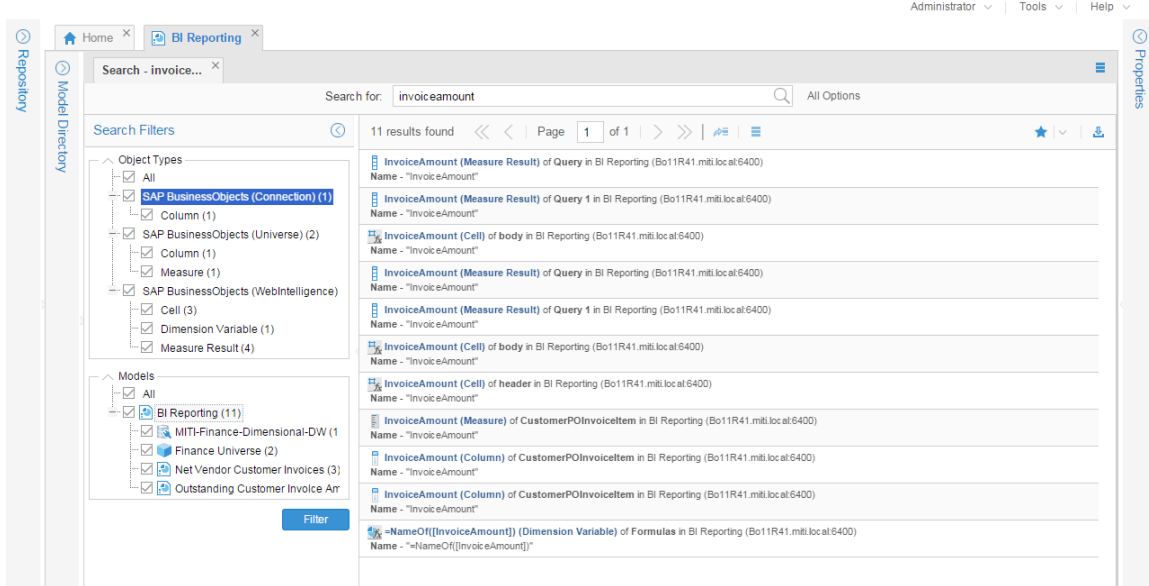 Administrator Tools Help
Home BI Reporting
Repository
Model Directory
Properties
Search - invoice...
Search for: invoiceamount All Options
Search Filters
11 results found Page 1 of 1
Object Types
All
SAP BusinessObjects (Connection) (1)
Column (1)
SAP BusinessObjects (Universe) (2)
Column (1)
Measure (1)
SAP BusinessObjects (WebIntelligence)
Cell (3)
Dimension Variable (1)
Measure Result (4)
Models
All
BI Reporting (11)
MITI-Finance-Dimensional-DW (1
Finance Universe (2)
Net Vendor Customer Invoices (3)
Outstanding Customer Invoice Am
Filter
InvoiceAmount (Measure Result) of Query in BI Reporting (Bo11R41.miti.local:6400)
Name - "InvoiceAmount"
InvoiceAmount (Measure Result) of Query 1 in BI Reporting (Bo11R41.miti.local:6400)
Name - "InvoiceAmount"
InvoiceAmount (Cell) of body in BI Reporting (Bo11R41.miti.local:6400)
Name - "InvoiceAmount"
InvoiceAmount (Measure Result) of Query in BI Reporting (Bo11R41.miti.local:6400)
Name - "InvoiceAmount"
InvoiceAmount (Measure Result) of Query 1 in BI Reporting (Bo11R41.miti.local:6400)
Name - "InvoiceAmount"
InvoiceAmount (Cell) of body in BI Reporting (Bo11R41.miti.local:6400)
Name - "InvoiceAmount"
InvoiceAmount (Cell) of header in BI Reporting (Bo11R41.miti.local:6400)
Name - "InvoiceAmount"
InvoiceAmount (Measure) of CustomerPOInvoiceItem in BI Reporting (Bo11R41.miti.local:6400)
Name - "InvoiceAmount"
InvoiceAmount (Column) of CustomerPOInvoiceItem in BI Reporting (Bo11R41.miti.local:6400)
Name - "InvoiceAmount"
InvoiceAmount (Column) of CustomerPOInvoiceItem in BI Reporting (Bo11R41.miti.local:6400)
Name - "InvoiceAmount"
=NameOf([InvoiceAmount]) (Dimension Variable) of Formulas in BI Reporting (Bo11R41.miti.local:6400)
Name - "=NameOf([InvoiceAmount])"